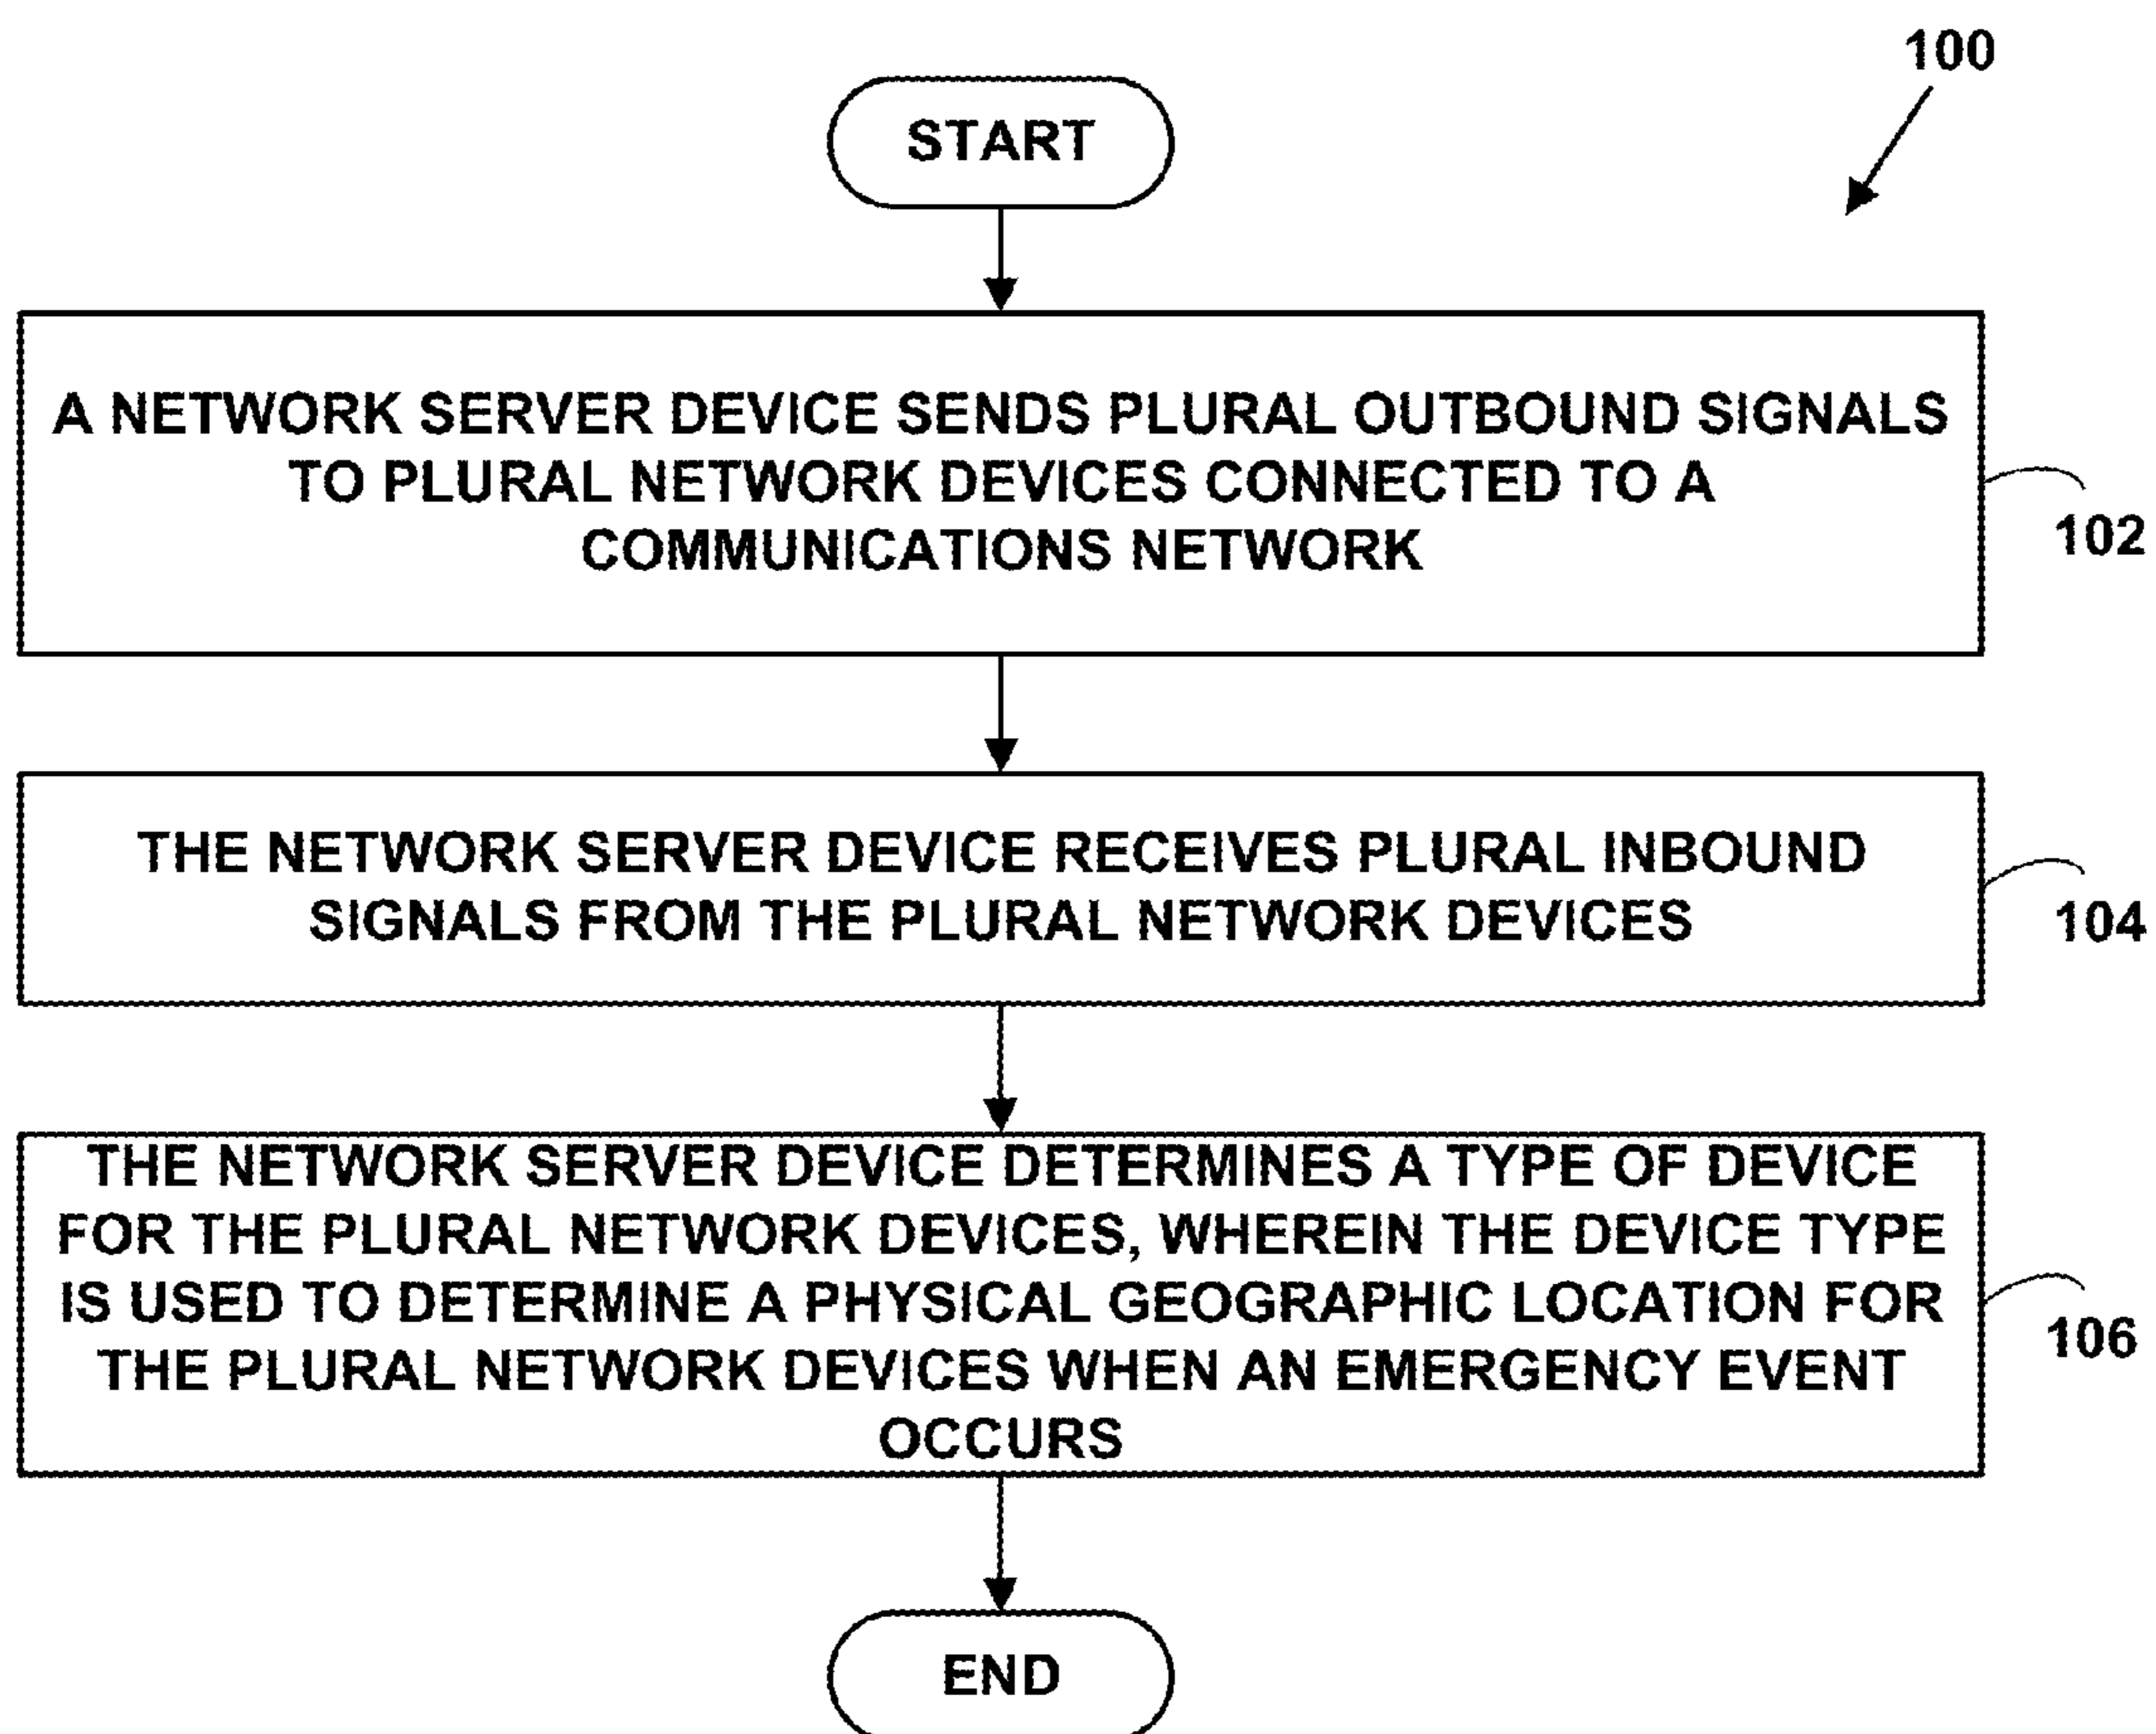 100
START
A NETWORK SERVER DEVICE SENDS PLURAL OUTBOUND SIGNALS
TO PLURAL NETWORK DEVICES CONNECTED TO A
COMMUNICATIONS NETWORK
102
THE NETWORK SERVER DEVICE RECEIVES PLURAL INBOUND
SIGNALS FROM THE PLURAL NETWORK DEVICES
104
THE NETWORK SERVER DEVICE DETERMINES A TYPE OF DEVICE
FOR THE PLURAL NETWORK DEVICES, WHEREIN THE DEVICE TYPE
IS USED TO DETERMINE A PHYSICAL GEOGRAPHIC LOCATION FOR
THE PLURAL NETWORK DEVICES WHEN AN EMERGENCY EVENT
OCCURS
106
END